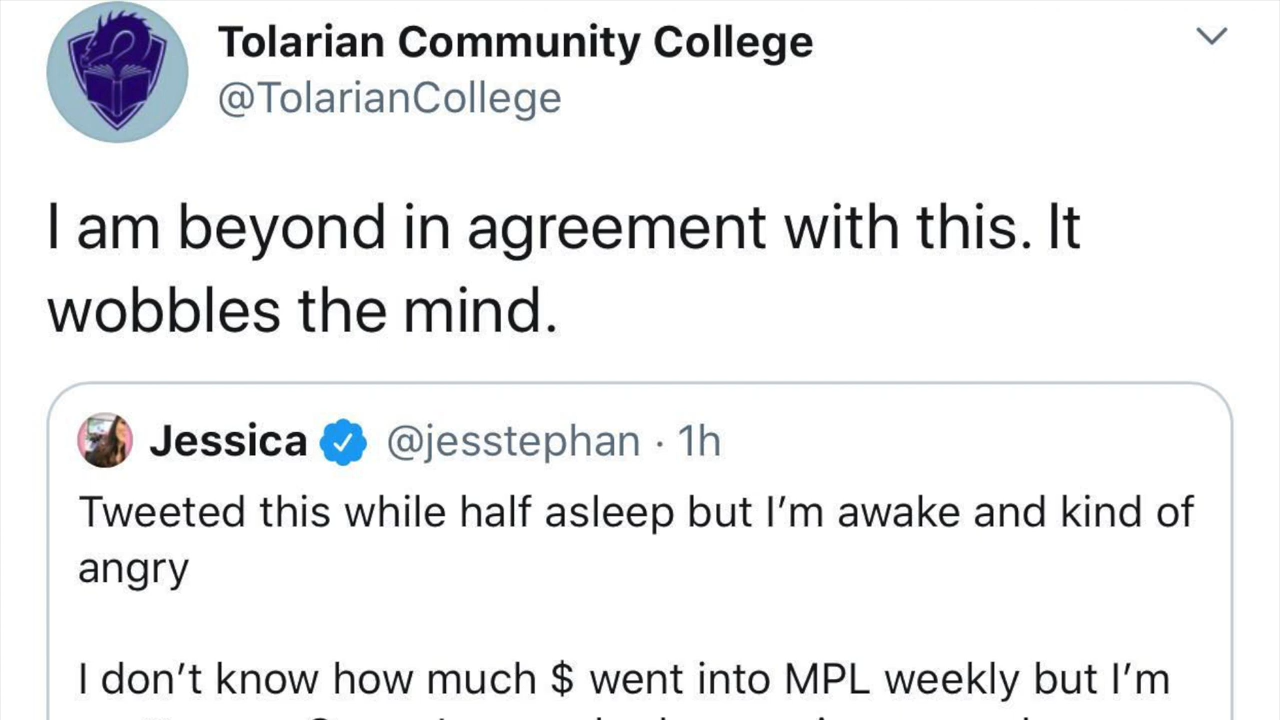 Tolarian Community College
@TolarianCollege
I am beyond in agreement with this. It
wobbles the mind.
Jessica @jesstephan · 1h
Tweeted this while half asleep but I’m awake and kind of
angry
I don’t know how much $ went into MPL weekly but I’m